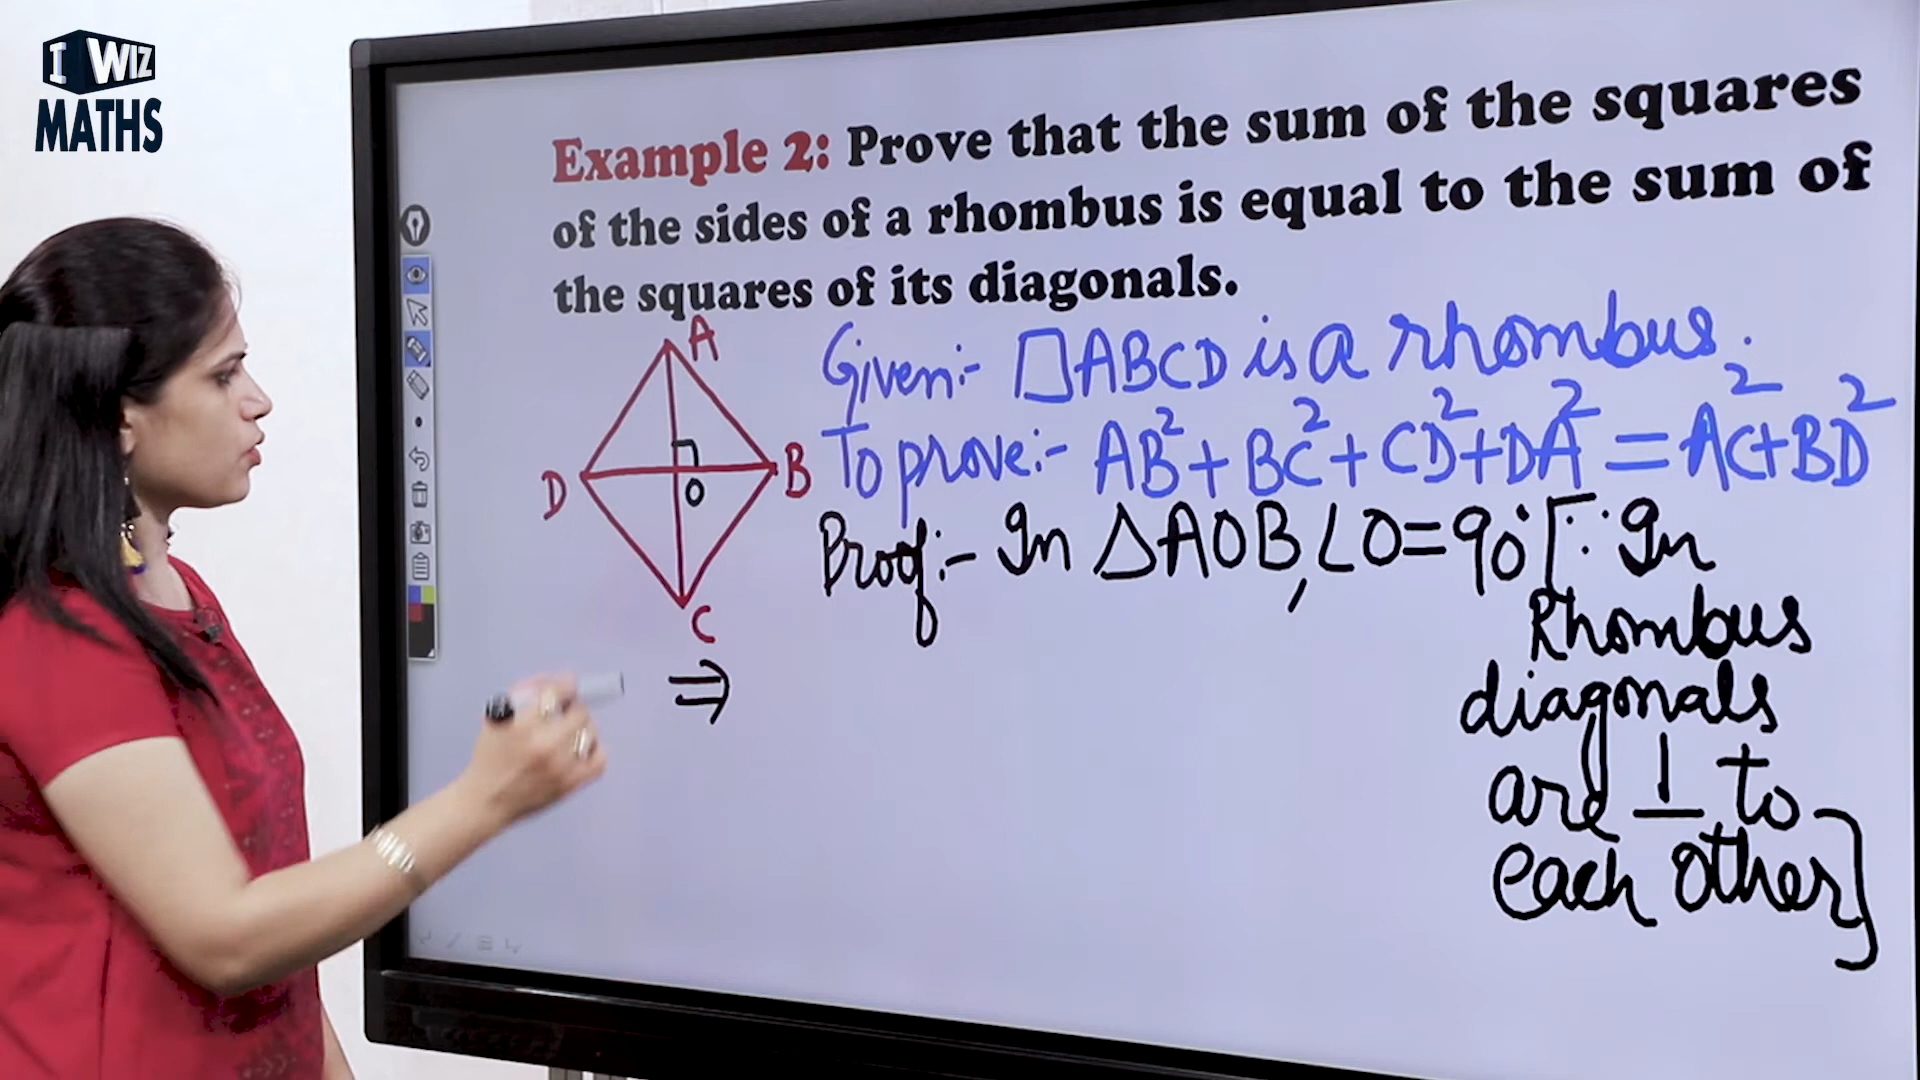 I WIZ
MATHS
Example 2: Prove that the sum of the squares
of the sides of a rhombus is equal to the sum of
the squares of its diagonals.
A
B
C
D
O
Given:- □ABCD is a rhombus.
To prove:- AB²+BC²+CD²+DA²=AC²+BD²
Proof:- In △AOB, ∠O=90° [∵ In
Rhombus
diagonals
are ⊥ to
each other]
⇒